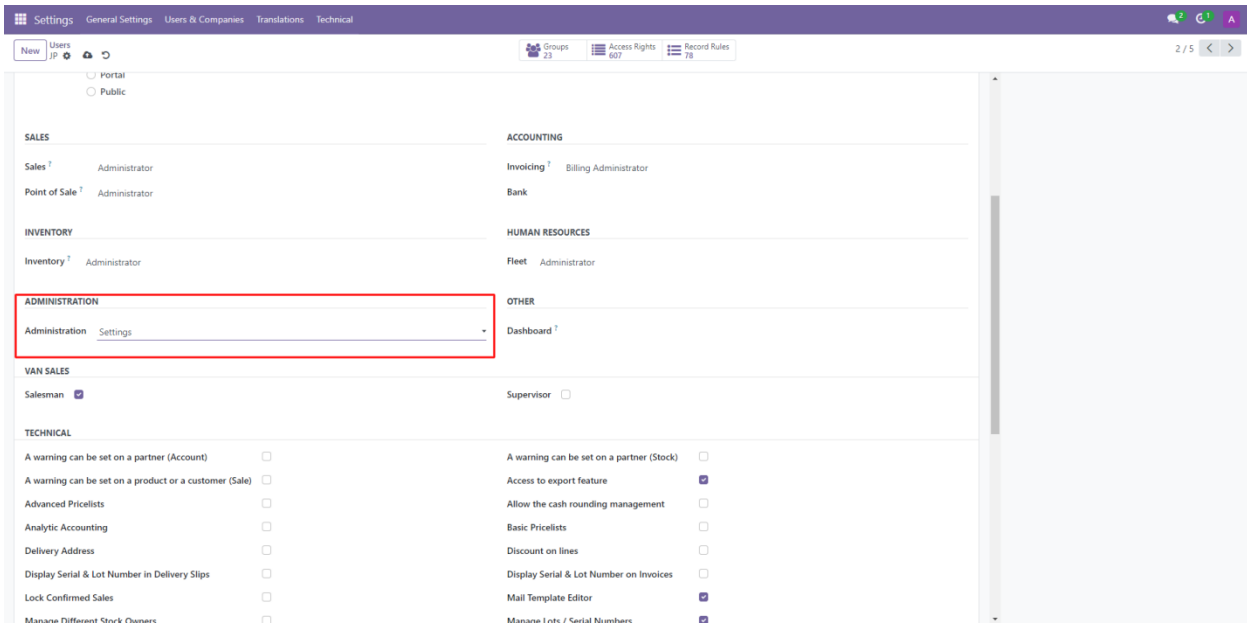 Settings General Settings Users & Companies Translations Technical 2 1 A
New Users JP Groups 23 Access Rights 607 Record Rules 78 2 / 5
Portal
Public
SALES ACCOUNTING
Sales ? Administrator Invoicing ? Billing Administrator
Point of Sale ? Administrator Bank
INVENTORY HUMAN RESOURCES
Inventory ? Administrator Fleet Administrator
ADMINISTRATION OTHER
Administration Settings Dashboard ?
VAN SALES
Salesman Supervisor
TECHNICAL
A warning can be set on a partner (Account) A warning can be set on a partner (Stock)
A warning can be set on a product or a customer (Sale) Access to export feature
Advanced Pricelists Allow the cash rounding management
Analytic Accounting Basic Pricelists
Delivery Address Discount on lines
Display Serial & Lot Number in Delivery Slips Display Serial & Lot Number on Invoices
Lock Confirmed Sales Mail Template Editor
Manage Different Stock Owners Manage Lots / Serial Numbers